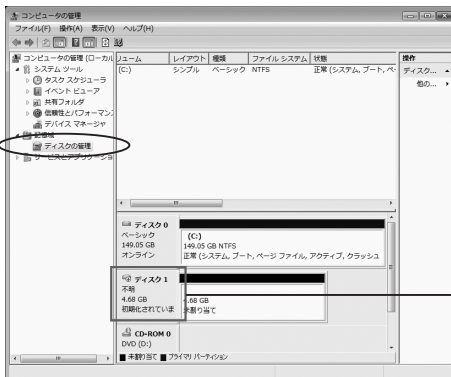 コンピュータの管理
ファイル(F) 操作(A) 表示(V) ヘルプ(H)
コンピュータの管理 (ローカル
システム ツール
タスク スケジューラ
イベント ビューア
共有フォルダ
信頼性とパフォーマンス
デバイス マネージャ
記憶域
ディスクの管理
サービスとアプリケーショ
リューム レイアウト 種類 ファイル システム 状態
(C:) シンプル ベーシック NTFS 正常 (システム, ブート, ペー
操作
ディスク...
他の...
ディスク 0
ベーシック
149.05 GB
オンライン
(C:)
149.05 GB NTFS
正常 (システム, ブート, ページ ファイル, アクティブ, クラッシュ
ディスク 1
不明
4.68 GB
初期化されていま
4.68 GB
未割り当て
CD-ROM 0
DVD (D:)
未割り当て プライマリ パーティション